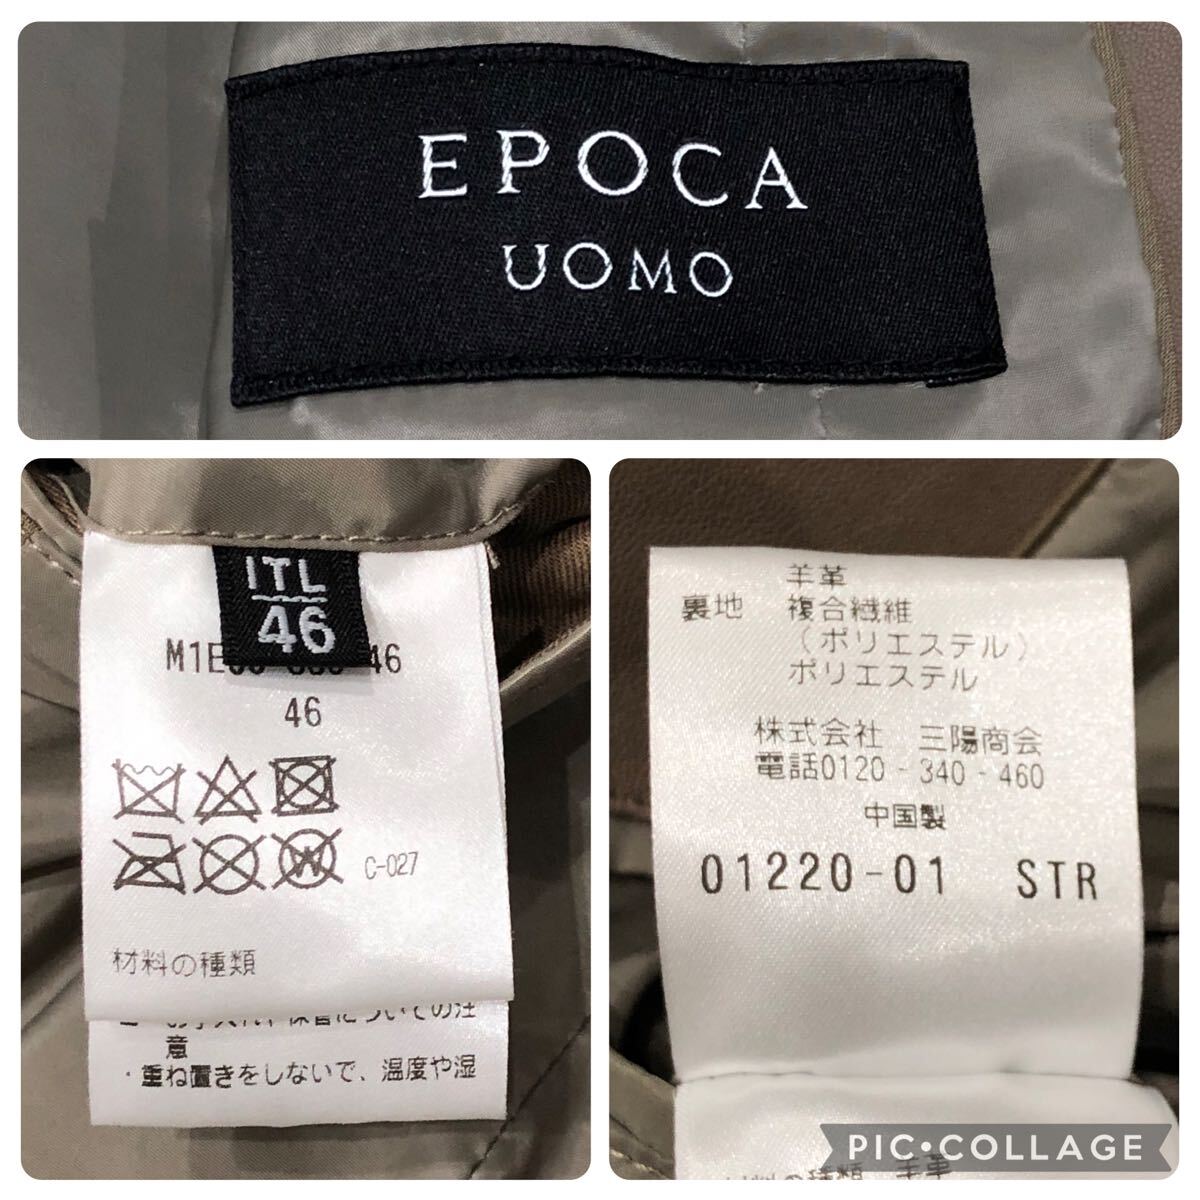 EPOCA
UOMO
ITL
46
46
46
C-027
材料の種類
意
・重ね置きをしないで、温度や湿
羊革
裏地 複合繊維
(ポリエステル)
ポリエステル
株式会社 三陽商会
電話0120-340-460
中国製
01220-01 STR
PIC•COLLAGE